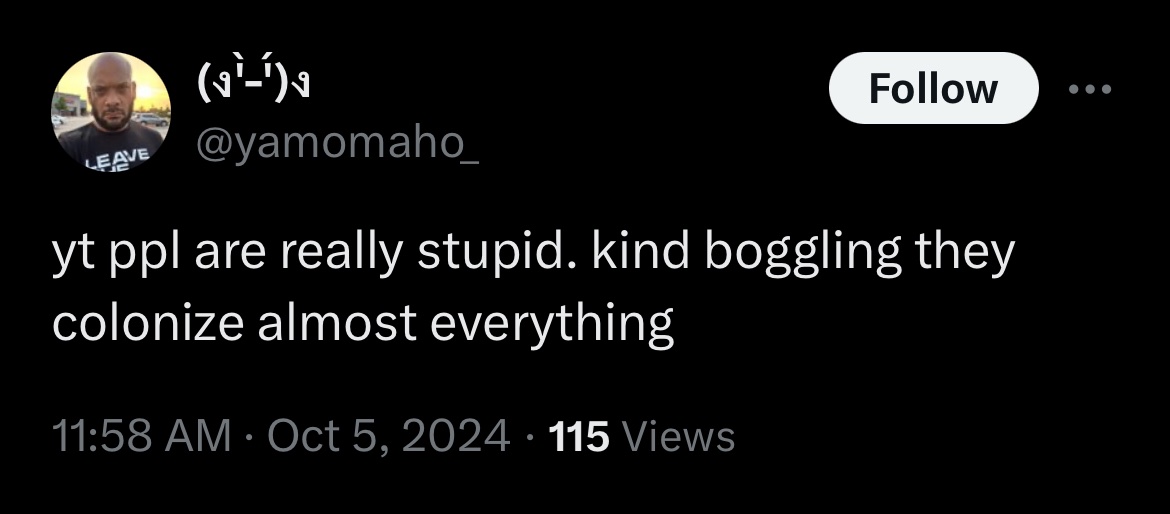 (ง'̀-'́)ง
Follow
@yamomaho_
LEAVE
yt ppl are really stupid. kind boggling they
colonize almost everything
11:58 AM · Oct 5, 2024 · 115 Views